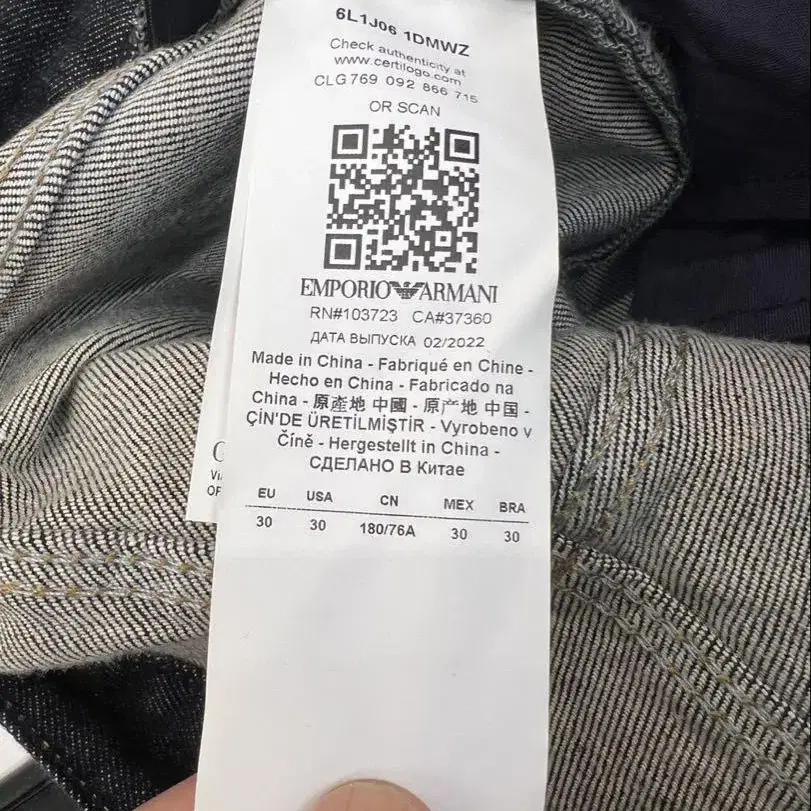 6L1J06 1DMWZ
Check authenticity at
www.certilogo.com
CLG 769 092 866 715
OR SCAN
EMPORIO ARMANI
RN#103723 CA#37360
ДАТА ВЫПУСКА 02/2022
Made in China - Fabriqué en Chine -
Hecho en China - Fabricado na
China - 原產地 中國 - 原产地 中国 -
ÇİN'DE ÜRETİLMİŞTİR - Vyrobeno v
Číně - Hergestellt in China -
СДЕЛАНО В Китае
EU USA CN MEX BRA
30 30 180/76A 30 30